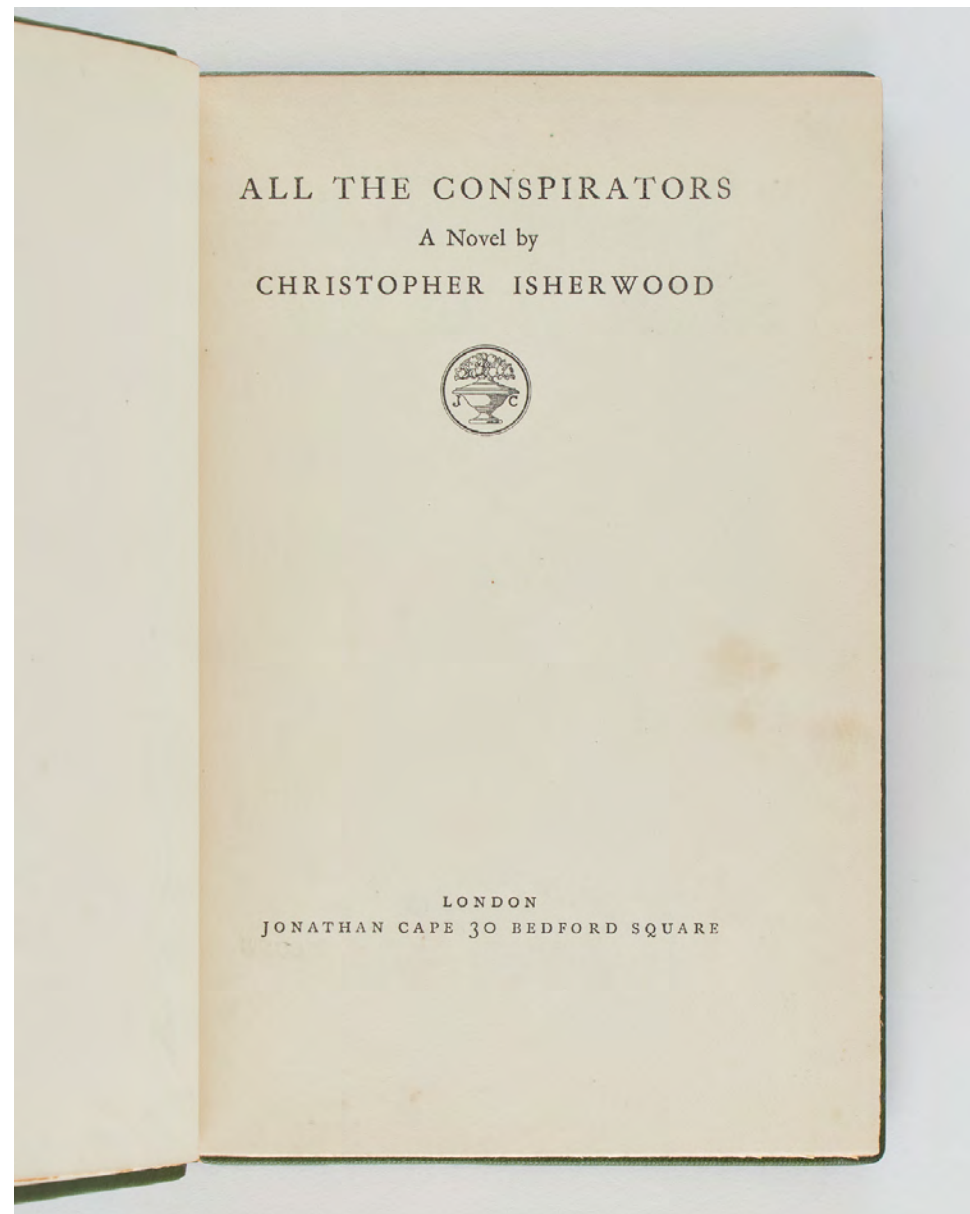 ALL THE CONSPIRATORS
A Novel by
CHRISTOPHER ISHERWOOD
J C
LONDON
JONATHAN CAPE 30 BEDFORD SQUARE